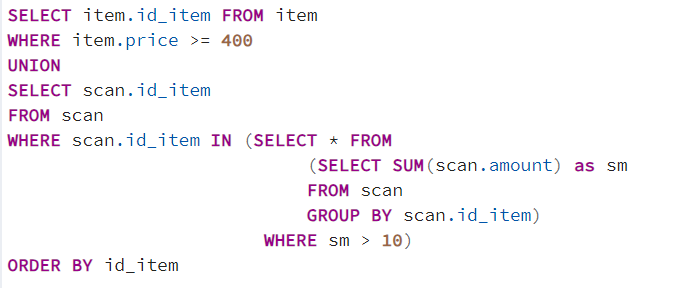 SELECT item.id_item FROM item
WHERE item.price >= 400
UNION
SELECT scan.id_item
FROM scan
WHERE scan.id_item IN (SELECT * FROM
(SELECT SUM(scan.amount) as sm
FROM scan
GROUP BY scan.id_item)
WHERE sm > 10)
ORDER BY id_item